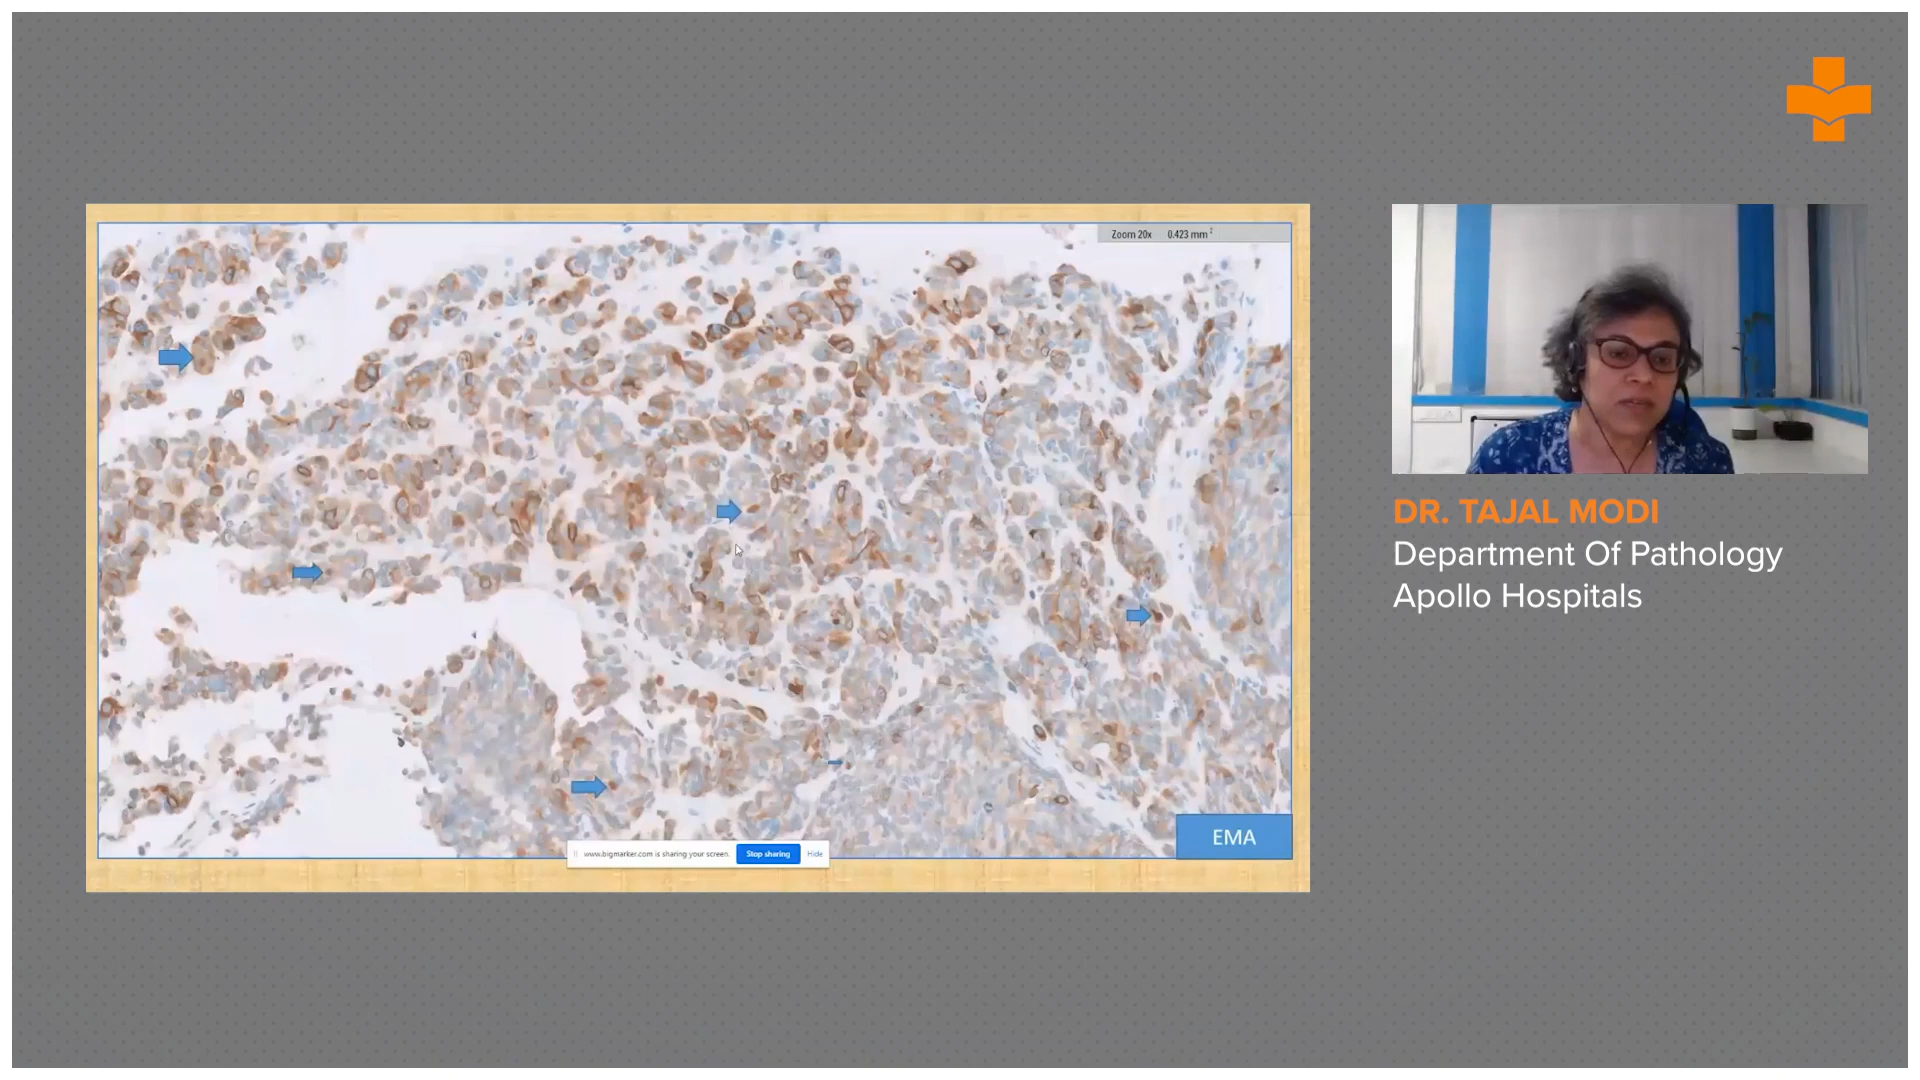 Zoom 20x 0.423 mm²
EMA
www.bigmarker.com is sharing your screen.
Stop sharing
Hide
DR. TAJAL MODI
Department Of Pathology
Apollo Hospitals